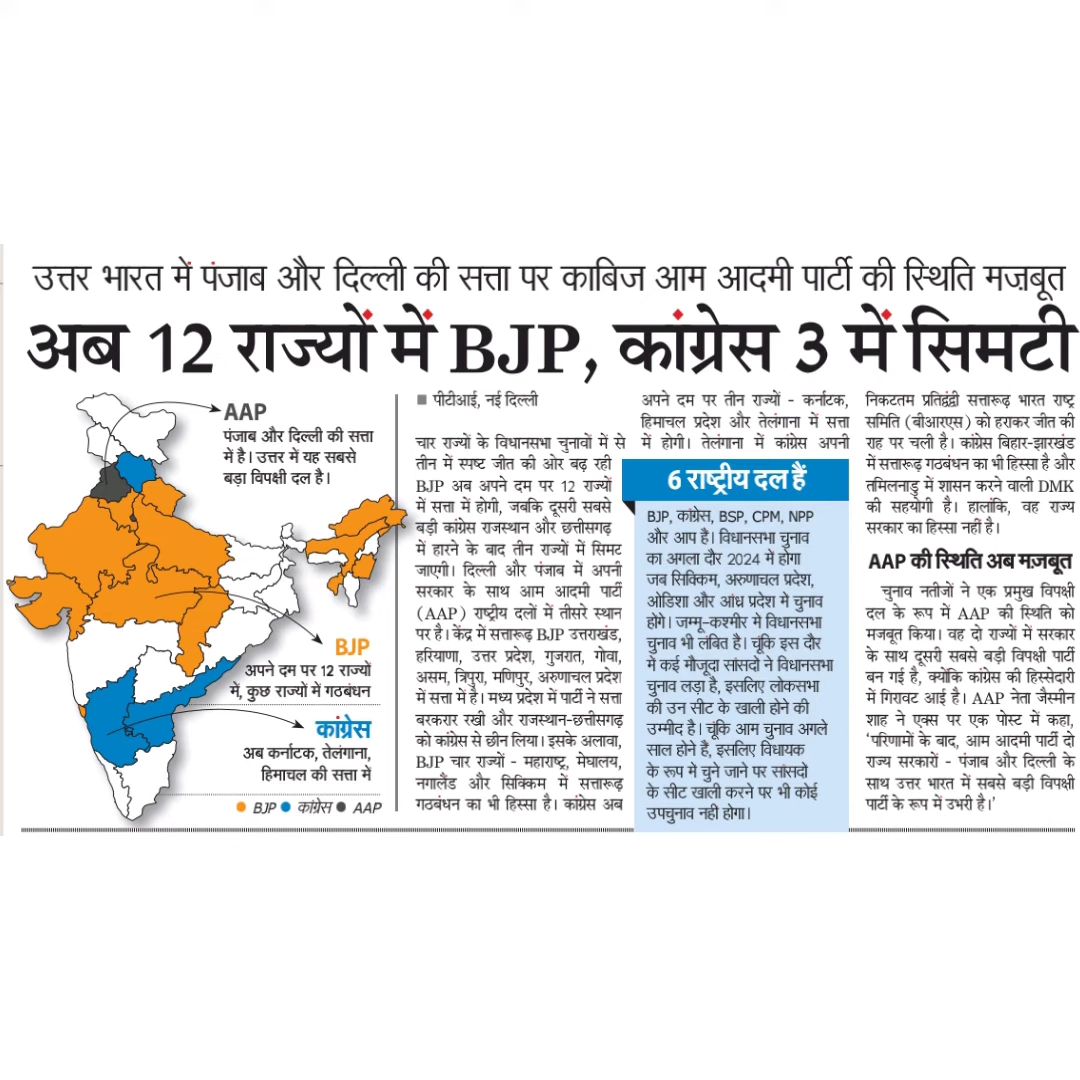 उत्तर भारत में पंजाब और दिल्ली की सत्ता पर काबिज आम आदमी पार्टी की स्थिति मज़बूत
अब 12 राज्यों में BJP, कांग्रेस 3 में सिमटी
AAP
पंजाब और दिल्ली की सत्ता
में है। उत्तर में यह सबसे
बड़ा विपक्षी दल है।
BJP
अपने दम पर 12 राज्यों
में, कुछ राज्यों में गठबंधन
कांग्रेस
अब कर्नाटक, तेलंगाना,
हिमाचल की सत्ता में
BJP कांग्रेस AAP
■ पीटीआई, नई दिल्ली
चार राज्यों के विधानसभा चुनावों में से
तीन में स्पष्ट जीत की ओर बढ़ रही
BJP अब अपने दम पर 12 राज्यों
में सत्ता में होगी, जबकि दूसरी सबसे
बड़ी कांग्रेस राजस्थान और छत्तीसगढ़
में हारने के बाद तीन राज्यों में सिमट
जाएगी। दिल्ली और पंजाब में अपनी
सरकार के साथ आम आदमी पार्टी
(AAP) राष्ट्रीय दलों में तीसरे स्थान
पर है। केंद्र में सत्तारूढ़ BJP उत्तराखंड,
हरियाणा, उत्तर प्रदेश, गुजरात, गोवा,
असम, त्रिपुरा, मणिपुर, अरुणाचल प्रदेश
में सत्ता में है। मध्य प्रदेश में पार्टी ने सत्ता
बरकरार रखी और राजस्थान-छत्तीसगढ़
को कांग्रेस से छीन लिया। इसके अलावा,
BJP चार राज्यों - महाराष्ट्र, मेघालय,
नगालैंड और सिक्किम में सत्तारूढ़
गठबंधन का भी हिस्सा है। कांग्रेस अब
अपने दम पर तीन राज्यों - कर्नाटक,
हिमाचल प्रदेश और तेलंगाना में सत्ता
में होगी। तेलंगाना में कांग्रेस अपनी
6 राष्ट्रीय दल हैं
BJP, कांग्रेस, BSP, CPM, NPP
और आप है। विधानसभा चुनाव
का अगला दौर 2024 में होगा
जब सिक्किम, अरुणाचल प्रदेश,
ओडिशा और आंध्र प्रदेश में चुनाव
होंगे। जम्मू-कश्मीर में विधानसभा
चुनाव भी लंबित है। चूंकि इस दौर
में कई मौजूदा सांसदों ने विधानसभा
चुनाव लड़ा है, इसलिए लोकसभा
की उन सीट के खाली होने की
उम्मीद है। चूंकि आम चुनाव अगले
साल होने हैं, इसलिए विधायक
के रूप में चुने जाने पर सांसदों
के सीट खाली करने पर भी कोई
उपचुनाव नहीं होगा।
निकटतम प्रतिद्वंद्वी सत्तारूढ़ भारत राष्ट्र
समिति (बीआरएस) को हराकर जीत की
राह पर चली है। कांग्रेस बिहार-झारखंड
में सत्तारूढ़ गठबंधन का भी हिस्सा है और
तमिलनाडु में शासन करने वाली DMK
की सहयोगी है। हालांकि, वह राज्य
सरकार का हिस्सा नहीं है।
AAP की स्थिति अब मज़बूत
चुनाव नतीजों ने एक प्रमुख विपक्षी
दल के रूप में AAP की स्थिति को
मजबूत किया। वह दो राज्यों में सरकार
के साथ दूसरी सबसे बड़ी विपक्षी पार्टी
बन गई है, क्योंकि कांग्रेस की हिस्सेदारी
में गिरावट आई है। AAP नेता जैस्मीन
शाह ने एक्स पर एक पोस्ट में कहा,
'परिणामों के बाद, आम आदमी पार्टी दो
राज्य सरकारों - पंजाब और दिल्ली के
साथ उत्तर भारत में सबसे बड़ी विपक्षी
पार्टी के रूप में उभरी है।'